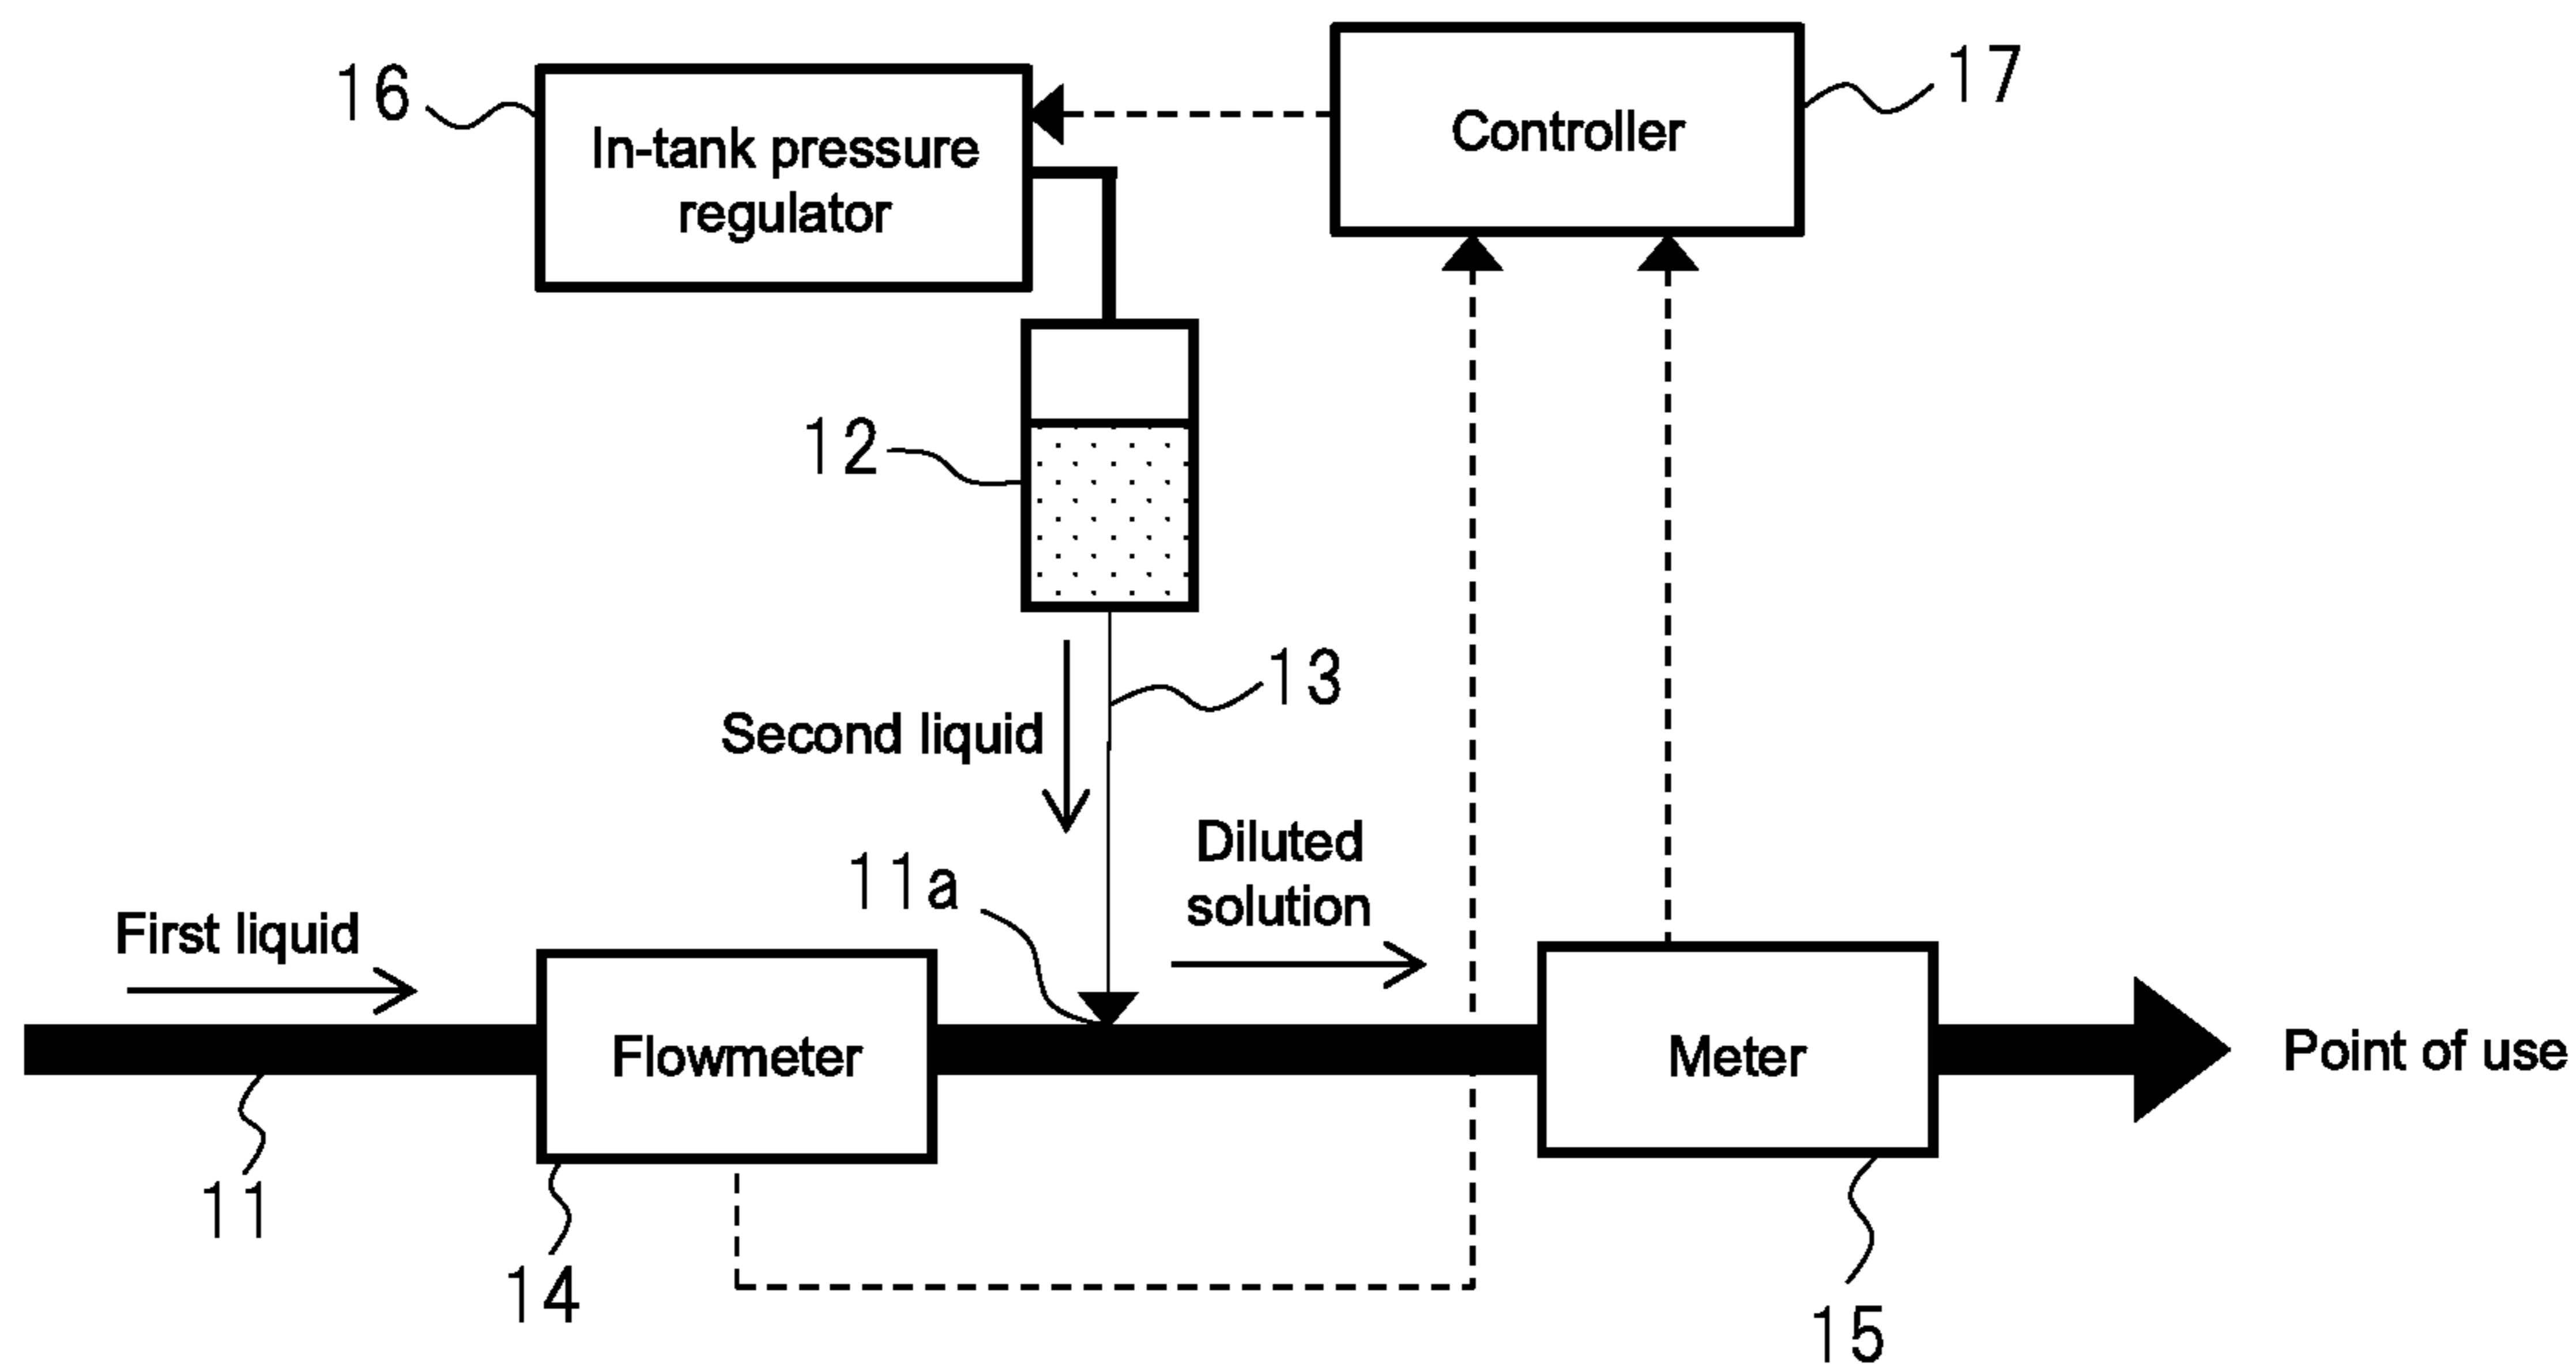 16
In-tank pressure
regulator
Controller
17
12
13
Second liquid
11a
Diluted
solution
First liquid
Flowmeter
Meter
Point of use
11
14
15